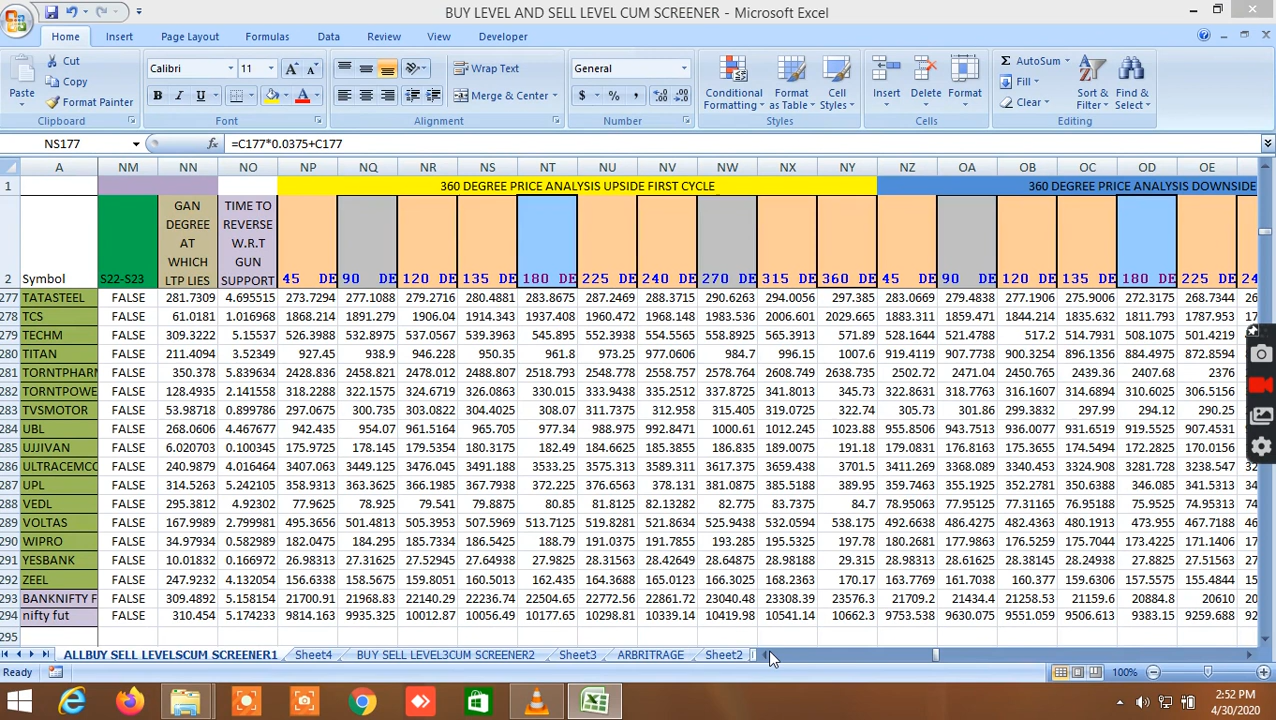 BUY LEVEL AND SELL LEVEL CUM SCREENER - Microsoft Excel
Home Insert Page Layout Formulas Data Review View Developer
Paste Cut Copy Format Painter Clipboard
Calibri 11 B I U A A A Font
Wrap Text Merge & Center Alignment
General $ % , Number
Conditional Formatting Format as Table Cell Styles Styles
Insert Delete Format Cells
AutoSum Fill Clear Sort & Filter Find & Select Editing
NS177 fx =C177*0.0375+C177
A NM NN NO NP NQ NR NS NT NU NV NW NX NY NZ OA OB OC OD OE
1 360 DEGREE PRICE ANALYSIS UPSIDE FIRST CYCLE 360 DEGREE PRICE ANALYSIS DOWNSIDE
2 Symbol S22-S23 GAN DEGREE AT WHICH LTP LIES TIME TO REVERSE W.R.T GUN SUPPORT 45 DE 90 DE 120 DE 135 DE 180 DE 225 DE 240 DE 270 DE 315 DE 360 DE 45 DE 90 DE 120 DE 135 DE 180 DE 225 DE 24
277 TATASTEEL FALSE 281.7309 4.695515 273.7294 277.1088 279.2716 280.4881 283.8675 287.2469 288.3715 290.6263 294.0056 297.385 283.0669 279.4838 277.1906 275.9006 272.3175 268.7344 26
278 TCS FALSE 61.0181 1.016968 1868.214 1891.279 1906.04 1914.343 1937.408 1960.472 1968.148 1983.536 2006.601 2029.665 1883.311 1859.471 1844.214 1835.632 1811.793 1787.953
279 TECHM FALSE 309.3222 5.15537 526.3988 532.8975 537.0567 539.3963 545.895 552.3938 554.5565 558.8925 565.3913 571.89 528.1644 521.4788 517.2 514.7931 508.1075 501.4219
280 TITAN FALSE 211.4094 3.52349 927.45 938.9 946.228 950.35 961.8 973.25 977.0606 984.7 996.15 1007.6 919.4119 907.7738 900.3254 896.1356 884.4975 872.8594
281 TORNTPHARM FALSE 350.378 5.839634 2428.836 2458.821 2478.012 2488.807 2518.793 2548.778 2558.757 2578.764 2608.749 2638.735 2502.72 2471.04 2450.765 2439.36 2407.68 2376
282 TORNTPOWE FALSE 128.4935 2.141558 318.2288 322.1575 324.6719 326.0863 330.015 333.9438 335.2512 337.8725 341.8013 345.73 322.8831 318.7763 316.1607 314.6631 310.6025 306.5156
283 TVSMOTOR FALSE 53.98718 0.899786 297.0675 300.735 303.0822 304.4025 308.07 311.7375 312.958 315.405 319.0725 322.74 305.73 301.86 299.3832 297.99 294.12 290.25
284 UBL FALSE 268.0606 4.467677 942.435 954.07 961.5164 965.705 977.34 988.975 992.8471 1000.61 1012.245 1023.88 955.8506 943.7513 936.0077 931.6519 919.5525 907.4531
285 UJJIVAN FALSE 6.020703 0.100345 175.9725 178.145 179.5354 180.3175 182.49 184.6625 185.3855 186.835 189.0075 191.18 179.0831 176.8163 175.3655 174.5494 172.2825 170.0156
286 ULTRACEMCO FALSE 240.9879 4.016464 3407.063 3449.125 3476.045 3491.188 3533.25 3575.313 3589.311 3617.375 3659.438 3701.5 3411.269 3368.089 3340.453 3324.908 3281.728 3238.547
287 UPL FALSE 314.5263 5.242105 358.9313 363.3625 366.1985 367.7938 372.225 376.6563 378.131 381.0875 385.5188 389.95 359.7463 355.1925 352.2781 350.6388 346.085 341.5313
288 VEDL FALSE 295.3812 4.92302 77.9625 78.925 79.541 79.8875 80.85 81.8125 82.13282 82.775 83.7375 84.7 78.93938 77.95125 77.31165 76.95188 75.9525 74.95313
289 VOLTAS FALSE 167.9989 2.799981 495.3656 501.4813 505.3953 507.5969 513.7125 519.8281 521.8634 525.9438 532.0594 538.175 492.6638 486.4275 482.4363 480.1913 473.955 467.7188
290 WIPRO FALSE 34.97934 0.582989 182.0475 184.295 185.7334 186.5425 188.79 191.0375 191.7855 193.285 195.5325 197.78 180.2681 177.9863 176.5259 175.7044 173.4225 171.1406
291 YESBANK FALSE 10.01832 0.166972 26.98313 27.31625 27.52945 27.64938 27.9825 28.31563 28.4265 28.64875 28.98188 29.315 28.74094 28.37713 28.14428 28.01331 27.6495 27.28569
292 ZEEL FALSE 247.9232 4.132054 156.6338 158.5675 159.8051 160.5013 162.435 164.3688 165.0123 166.3025 168.2363 170.17 163.7769 161.7038 160.377 159.6306 157.5575 155.4844
293 BANKNIFTY F FALSE 309.4892 5.158154 21700.91 21968.83 22140.29 22236.74 22504.65 22772.56 22861.72 23040.48 23308.39 23576.3 21709.2 21434.4 21258.53 21159.6 20884.8 20610
294 nifty fut FALSE 310.454 5.174233 9814.163 9935.325 10012.87 10056.49 10177.65 10298.81 10339.14 10419.98 10541.14 10662.3 9753.538 9630.075 9551.059 9506.613 9383.15 9259.688
295
ALLBUY SELL LEVELSCUM SCREENER1 Sheet4 BUY SELL LEVEL3CUM SCREENER2 Sheet3 ARBRITRAGE Sheet2
Ready 100%
2:52 PM
4/30/2020